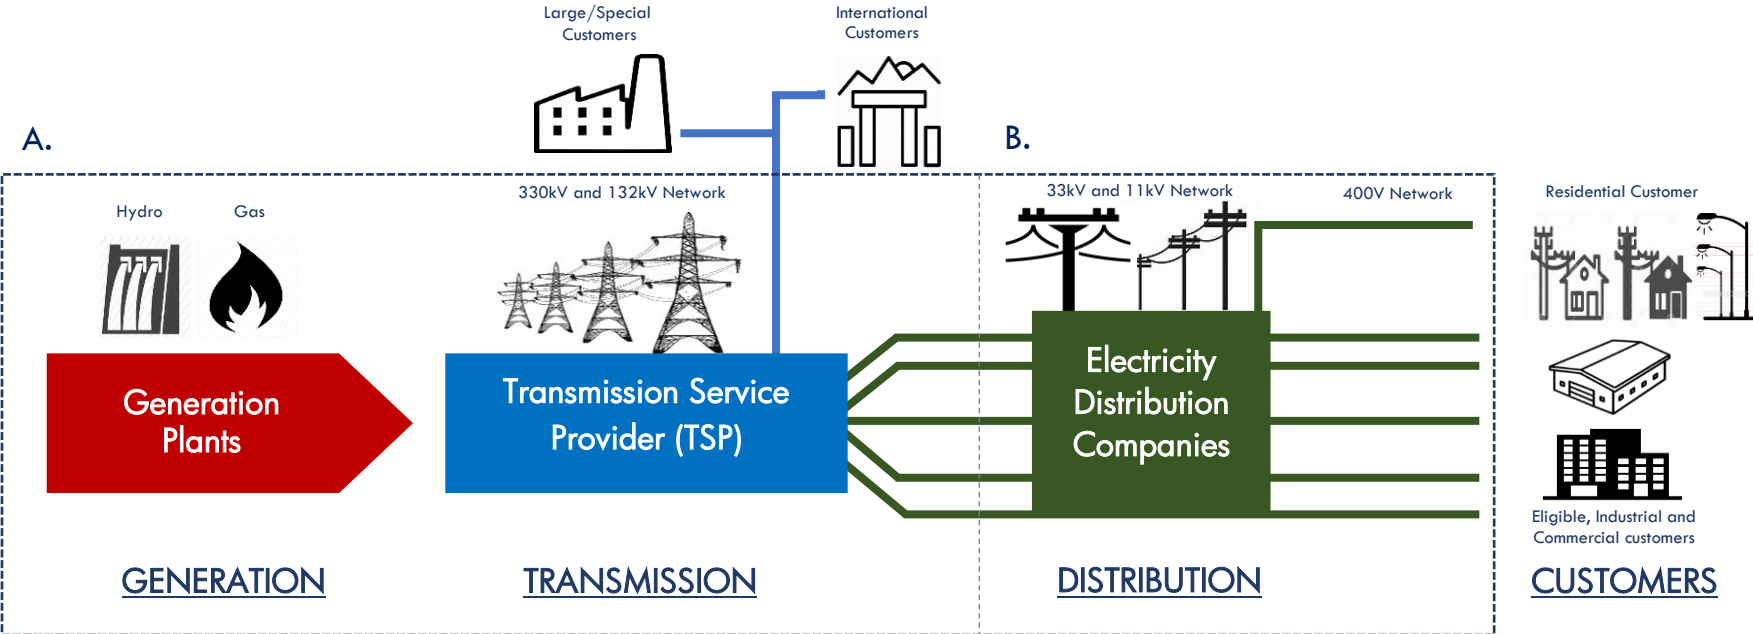 Large/Special
Customers
International
Customers
A.
B.
Hydro
Gas
330kV and 132kV Network
33kV and 11kV Network
400V Network
Residential Customer
Generation
Plants
Transmission Service
Provider (TSP)
Electricity
Distribution
Companies
Eligible, Industrial and
Commercial customers
GENERATION
TRANSMISSION
DISTRIBUTION
CUSTOMERS